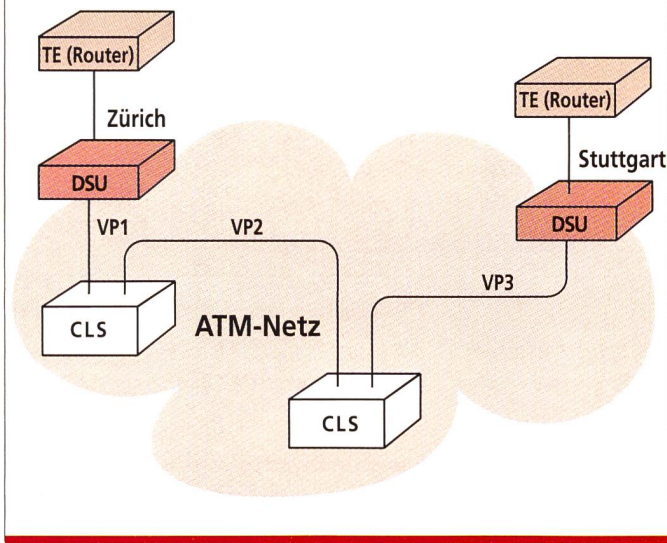 TE (Router)
Zürich
DSU
VP1
VP2
CLS
ATM-Netz
CLS
VP3
TE (Router)
Stuttgart
DSU